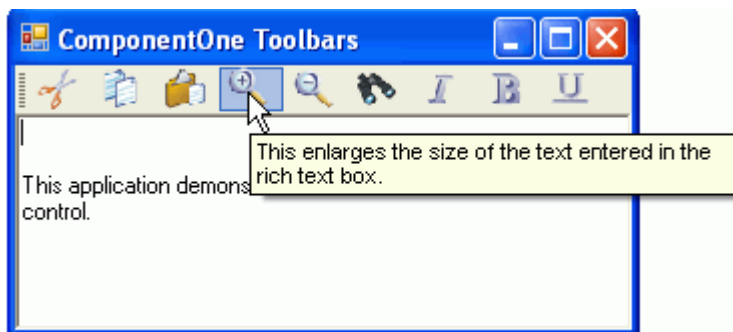 ComponentOne Toolbars
I B U
This enlarges the size of the text entered in the
rich text box.
This application demons
control.